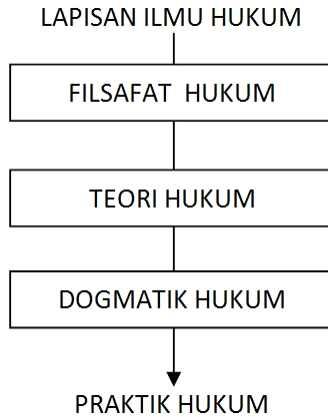 LAPISAN ILMU HUKUM
FILSAFAT HUKUM
TEORI HUKUM
DOGMATIK HUKUM
PRAKTIK HUKUM